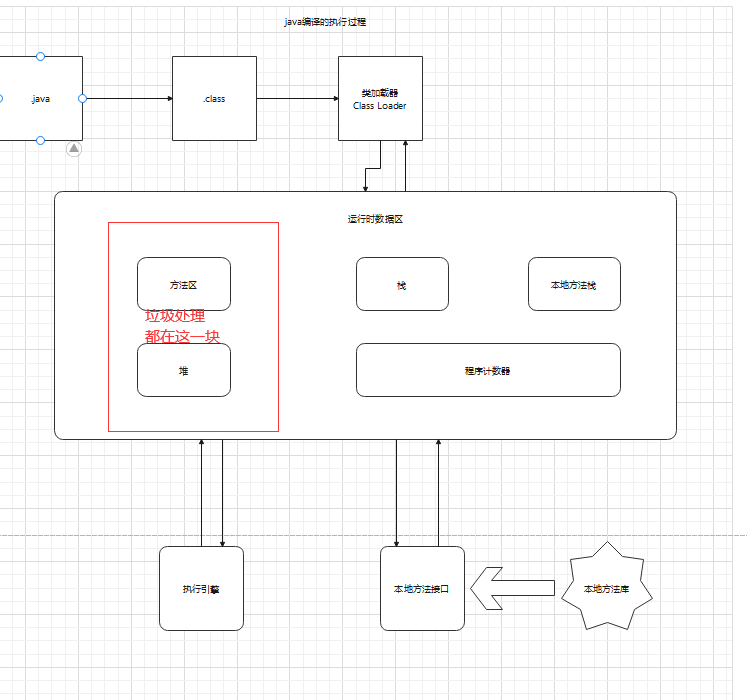 java编译的执行过程
.java
.class
类加载器
Class Loader
运行时数据区
方法区
栈
本地方法栈
垃圾处理
都在这一块
堆
程序计数器
执行引擎
本地方法接口
本地方法库